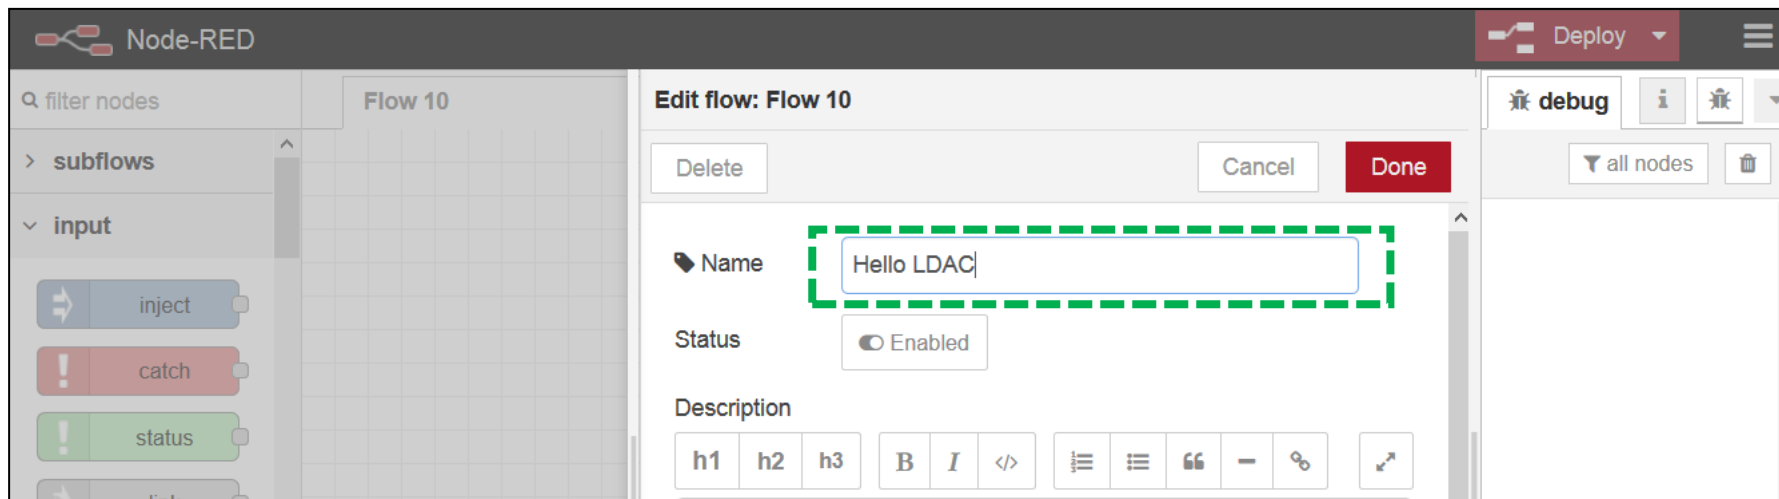 Node-RED
Deploy
filter nodes
Flow 10
Edit flow: Flow 10
debug
i
subflows
Delete
Cancel
Done
all nodes
input
Name
Hello LDAC
inject
Status
Enabled
catch
Description
status
h1 h2 h3 B I </>